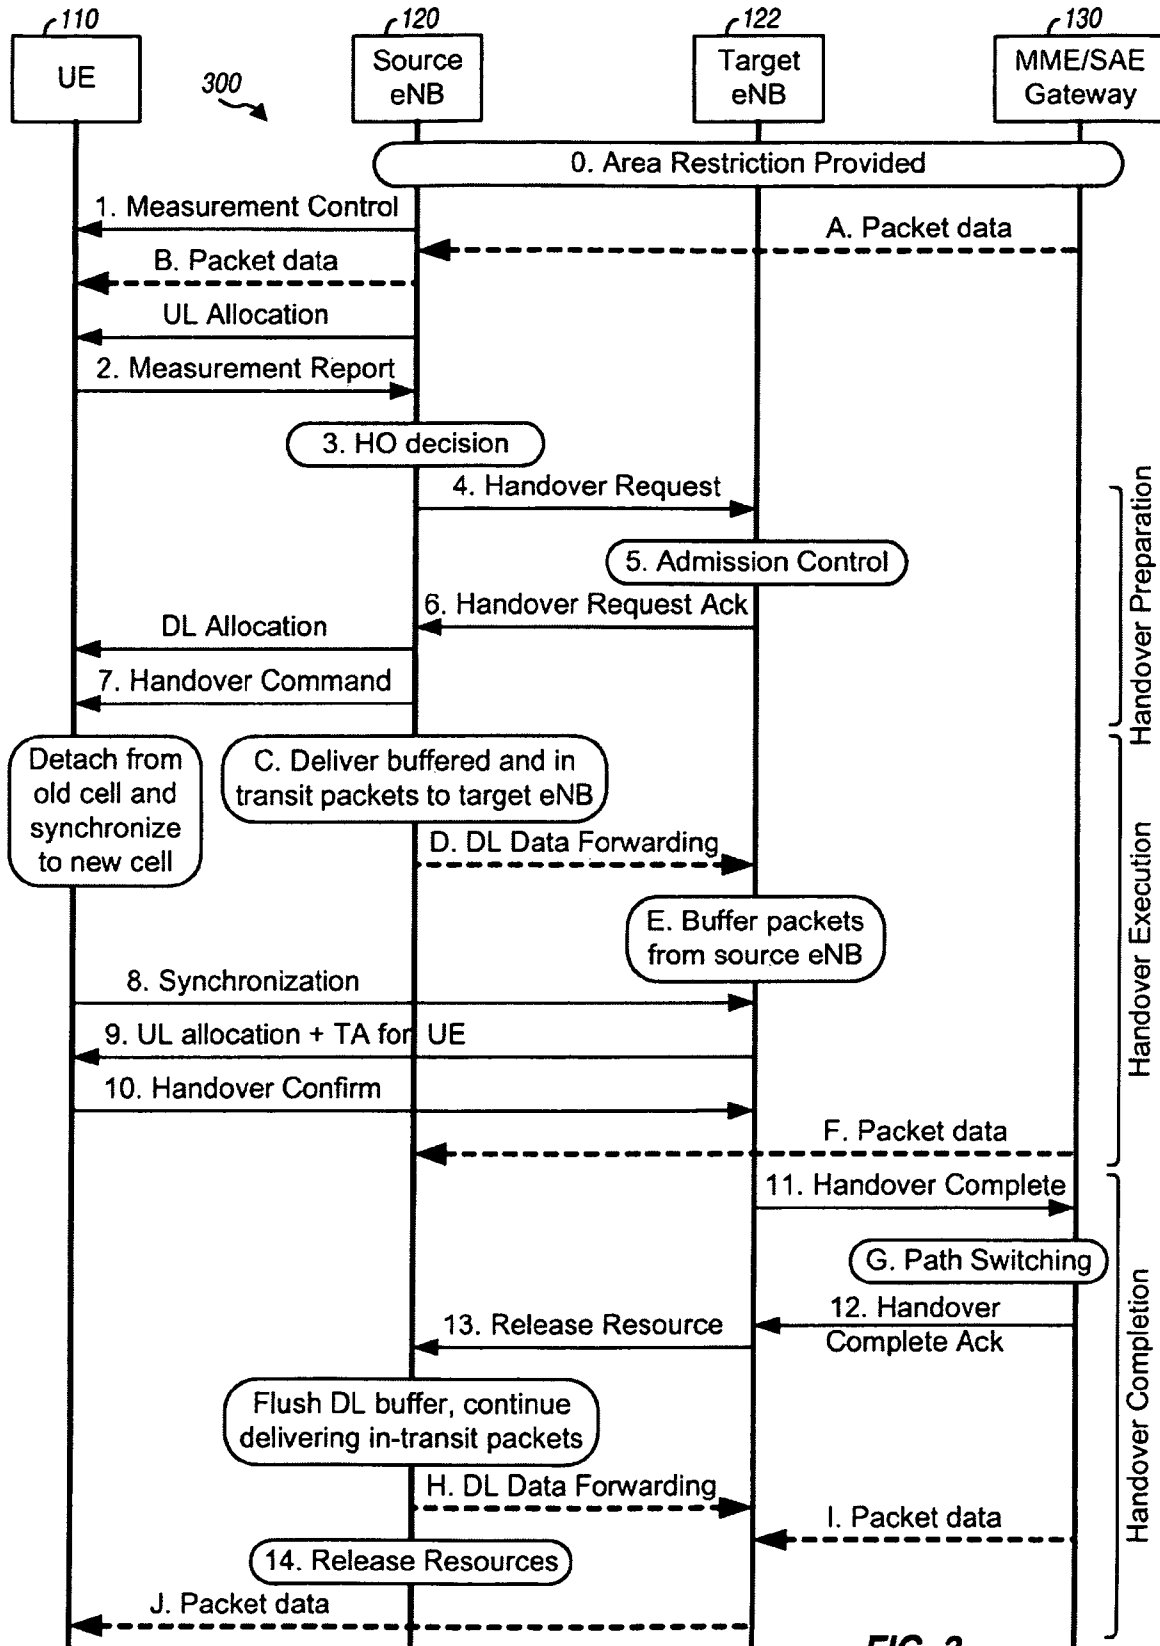 110
120
122
130
UE
Source
eNB
Target
eNB
MME/SAE
Gateway
300
0. Area Restriction Provided
1. Measurement Control
A. Packet data
B. Packet data
UL Allocation
2. Measurement Report
3. HO decision
4. Handover Request
5. Admission Control
6. Handover Request Ack
DL Allocation
7. Handover Command
Handover Preparation
Detach from
old cell and
synchronize
to new cell
C. Deliver buffered and in
transit packets to target eNB
D. DL Data Forwarding
E. Buffer packets
from source eNB
8. Synchronization
9. UL allocation + TA for UE
10. Handover Confirm
F. Packet data
Handover Execution
11. Handover Complete
G. Path Switching
12. Handover
Complete Ack
13. Release Resource
Flush DL buffer, continue
delivering in-transit packets
H. DL Data Forwarding
I. Packet data
14. Release Resources
J. Packet data
Handover Completion